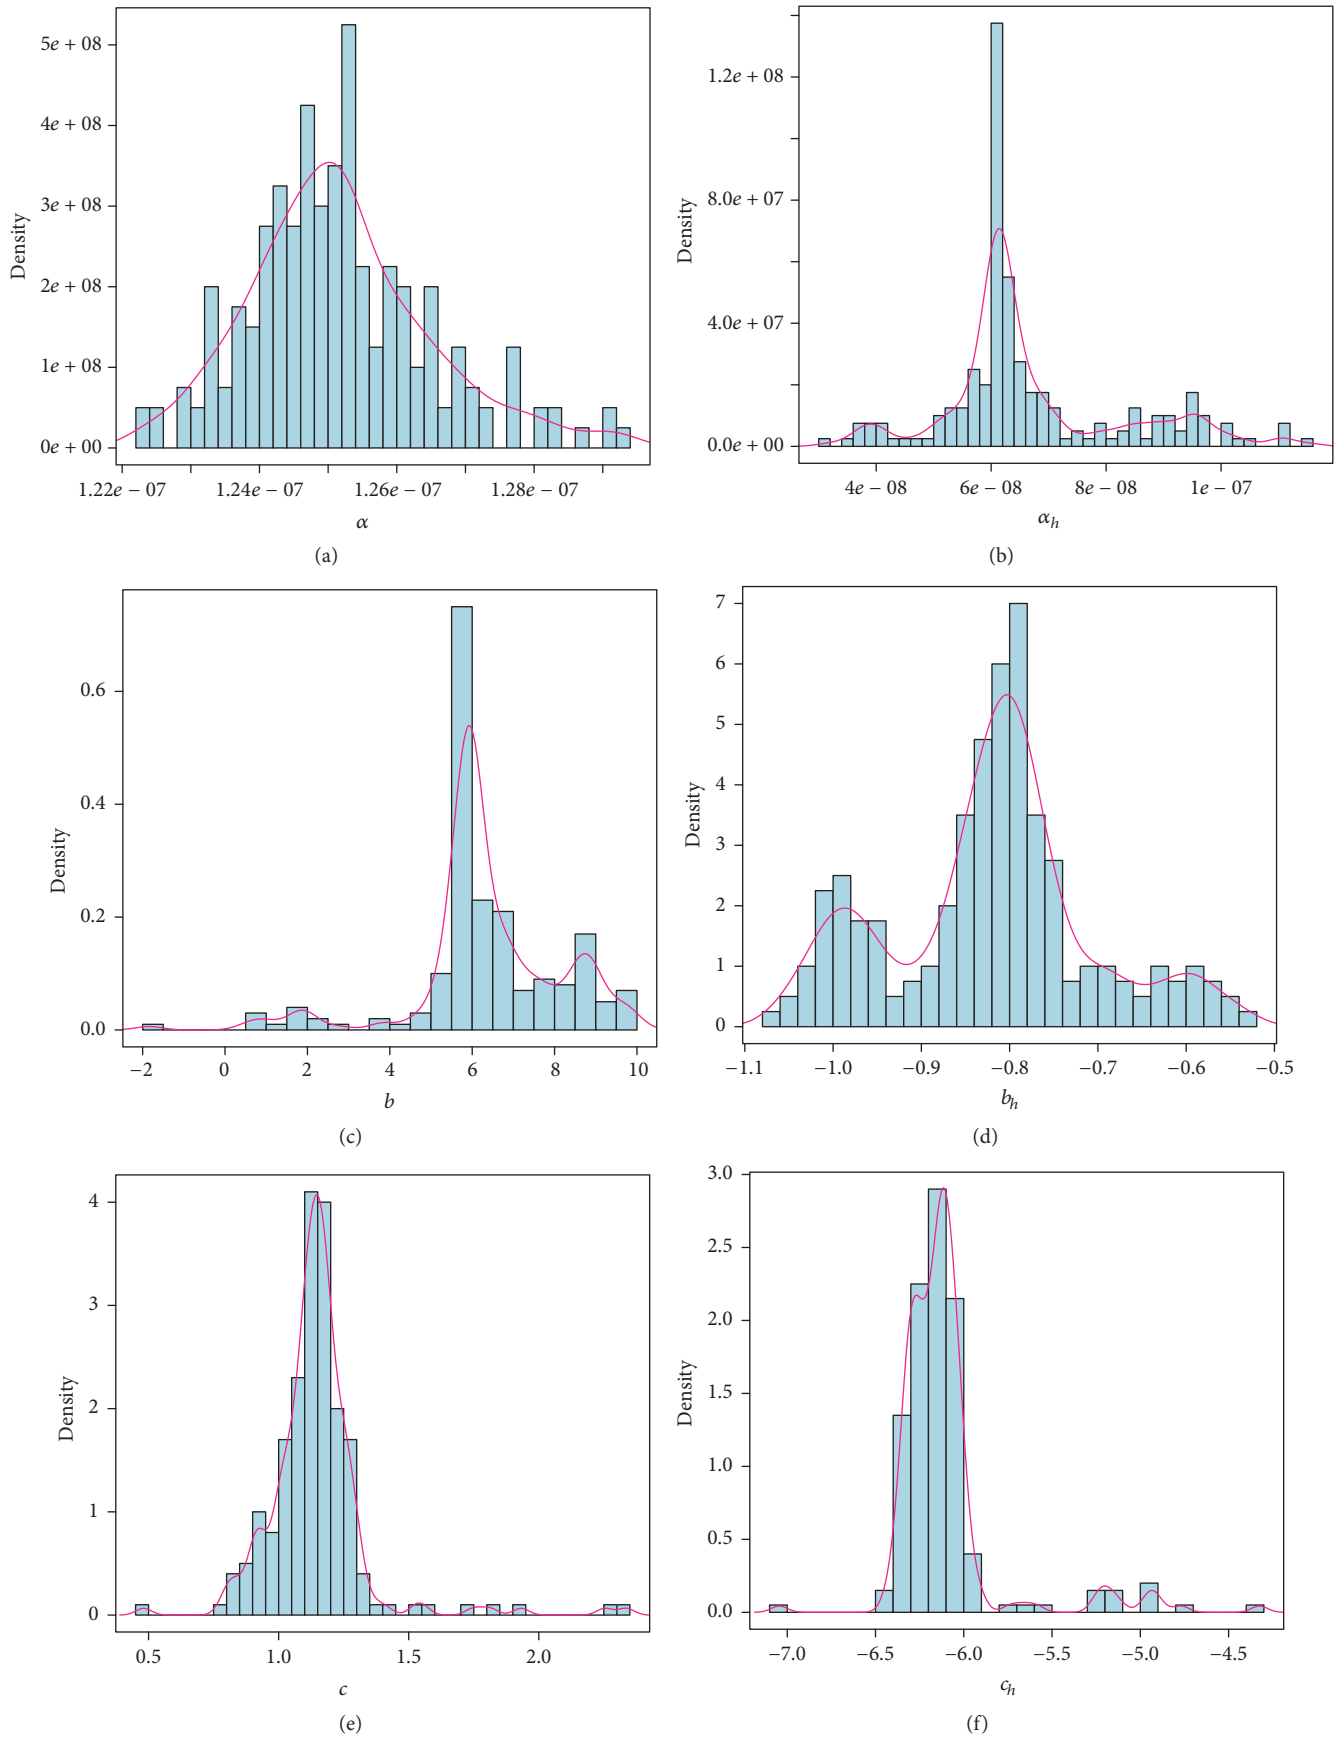 Density
5e + 08
4e + 08
3e + 08
2e + 08
1e + 08
0e + 00
1.22e − 07
1.24e − 07
1.26e − 07
1.28e − 07
α
(a)
Density
1.2e + 08
8.0e + 07
4.0e + 07
0.0e + 00
4e − 08
6e − 08
8e − 08
1e − 07
αh
(b)
Density
0.6
0.4
0.2
0.0
−2
0
2
4
6
8
10
b
(c)
Density
7
6
5
4
3
2
1
0
−1.1
−1.0
−0.9
−0.8
−0.7
−0.6
−0.5
bh
(d)
Density
4
3
2
1
0
0.5
1.0
1.5
2.0
c
(e)
Density
3.0
2.5
2.0
1.5
1.0
0.5
0.0
−7.0
−6.5
−6.0
−5.5
−5.0
−4.5
ch
(f)